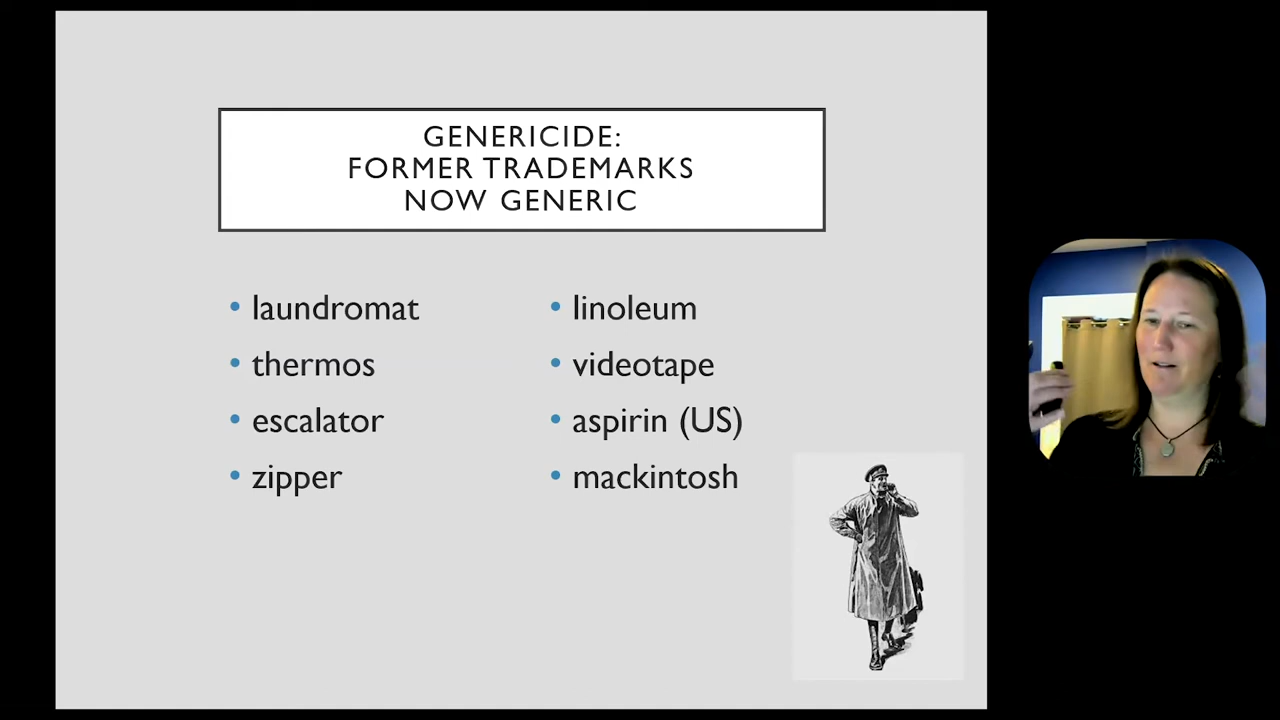 GENERICIDE:
FORMER TRADEMARKS
NOW GENERIC
• laundromat
• thermos
• escalator
• zipper
• linoleum
• videotape
• aspirin (US)
• mackintosh